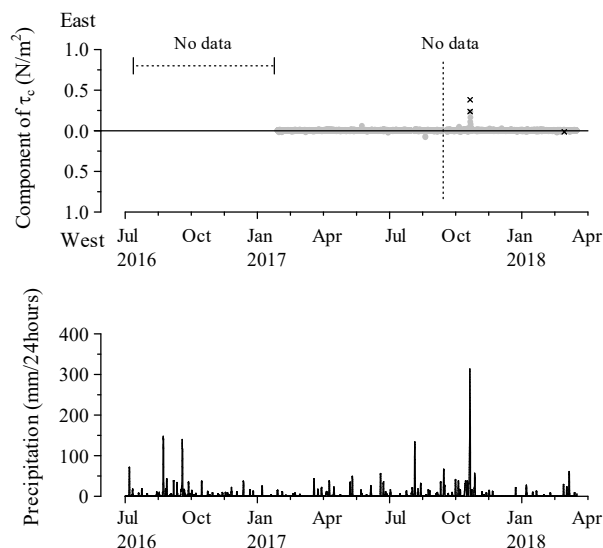 East
No data
No data
1.0
0.5
0.0
0.5
1.0
Component of τc (N/m²)
West
Jul Oct Jan Apr Jul Oct Jan Apr
2016 2017 2018
400
300
200
100
0
Precipitation (mm/24hours)
Jul Oct Jan Apr Jul Oct Jan Apr
2016 2017 2018